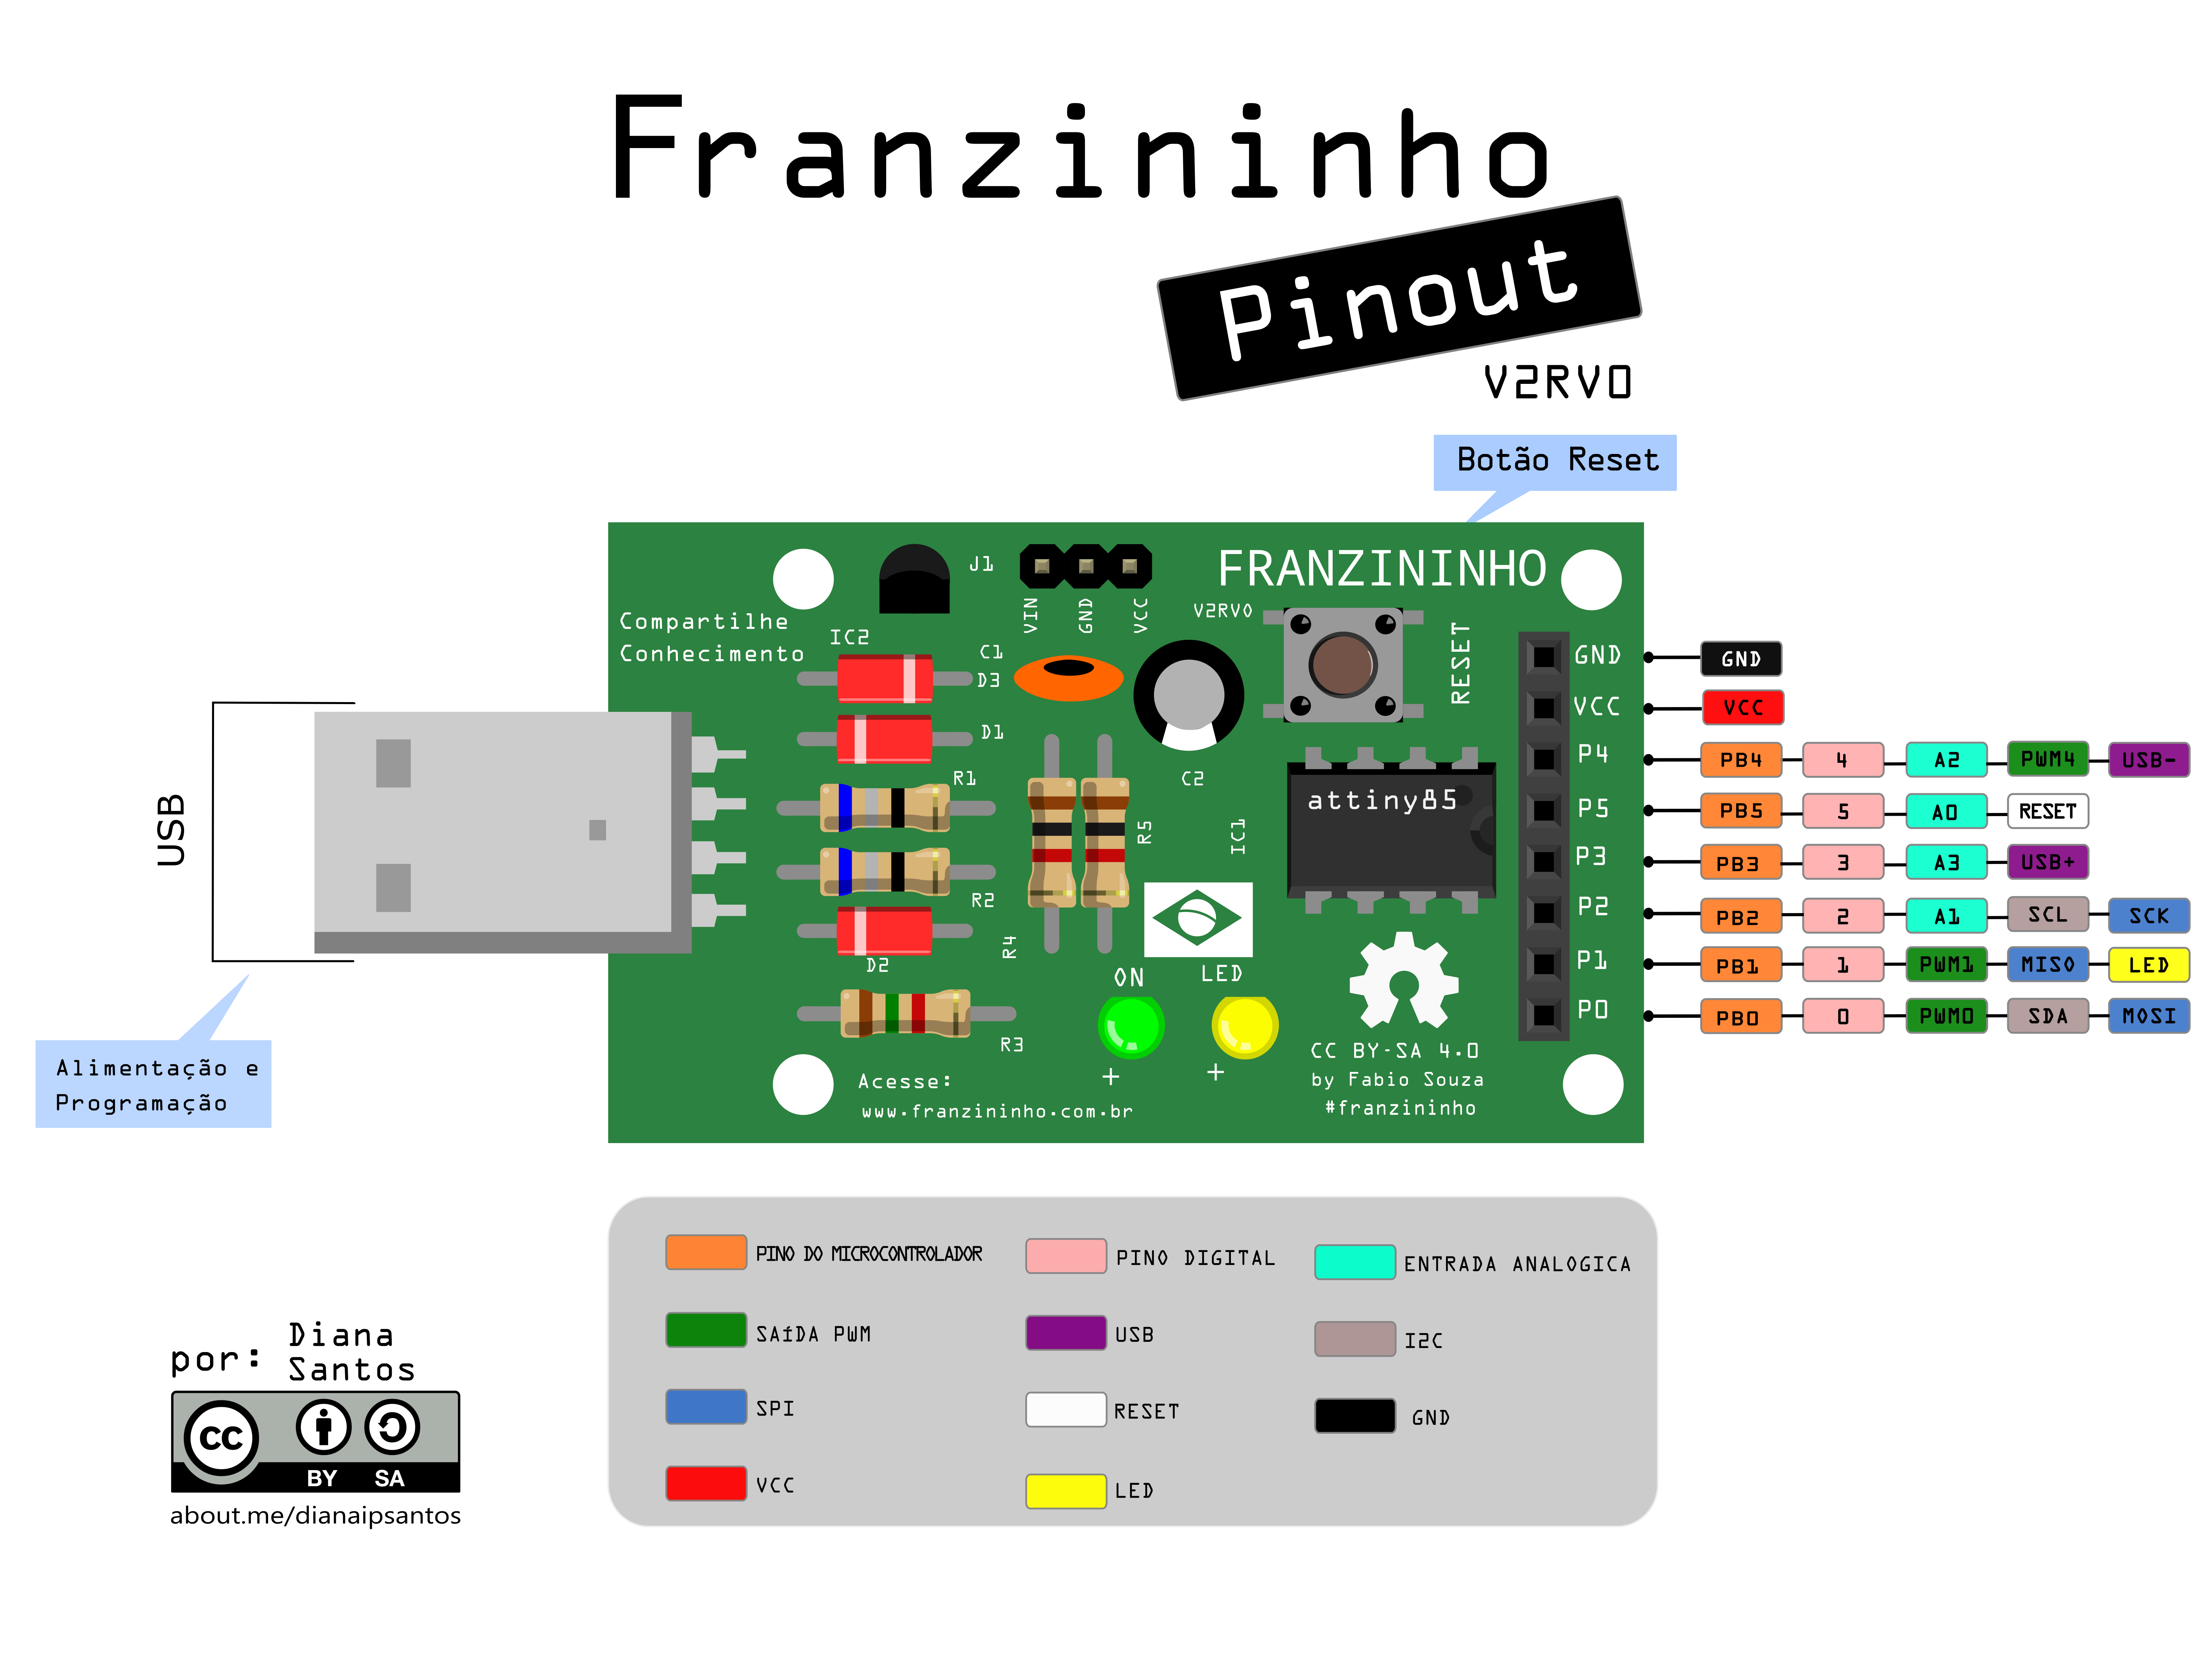 Franzininho
Pinout
V2RV0
Botão Reset
FRANZININHO
J1
VIN
GND
VCC
V2RV0
Compartilhe
Conhecimento
IC2
C1
D3
D1
R1
R2
D2
R3
R4
R5
C2
IC1
RESET
attiny85
ON
LED
+
+
CC BY-SA 4.0
by Fabio Souza
#franzininho
Acesse:
www.franzininho.com.br
USB
Alimentação e
Programação
GND GND
VCC VCC
P4 PB4 4 A2 PWM4 USB-
P5 PB5 5 A0 RESET
P3 PB3 3 A3 USB+
P2 PB2 2 A1 SCL SCK
P1 PB1 1 PWM1 MISO LED
P0 PB0 0 PWM0 SDA MOSI
PINO DO MICROCONTROLADOR
PINO DIGITAL
ENTRADA ANALOGICA
SAíDA PWM
USB
I2C
SPI
RESET
GND
VCC
LED
por: Diana
Santos
cc
BY SA
about.me/dianaipsantos